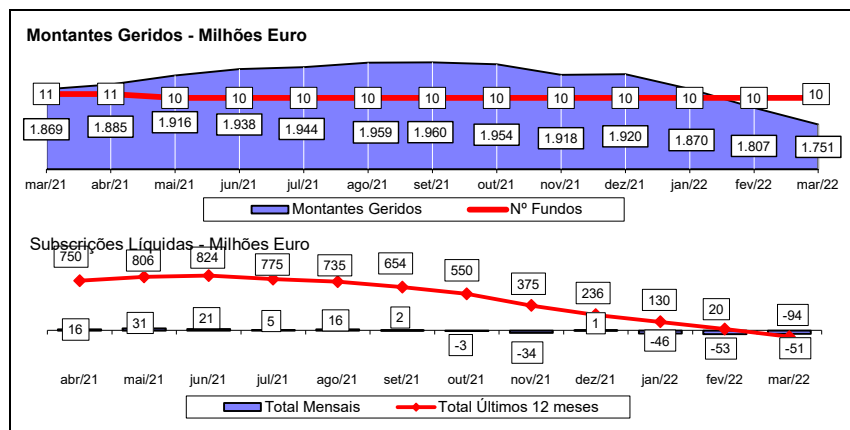 Montantes Geridos - Milhões Euro
11 11 10 10 10 10 10 10 10 10 10 10 10
1.869 1.885 1.916 1.938 1.944 1.959 1.960 1.954 1.918 1.920 1.870 1.807 1.751
mar/21 abr/21 mai/21 jun/21 jul/21 ago/21 set/21 out/21 nov/21 dez/21 jan/22 fev/22 mar/22
Montantes Geridos Nº Fundos
Subscrições Líquidas - Milhões Euro
750 806 824 775 735 654 550 375 236 130 20 -94
16 31 21 5 16 2 -3 -34 1 -46 -53 -51
abr/21 mai/21 jun/21 jul/21 ago/21 set/21 out/21 nov/21 dez/21 jan/22 fev/22 mar/22
Total Mensais Total Últimos 12 meses